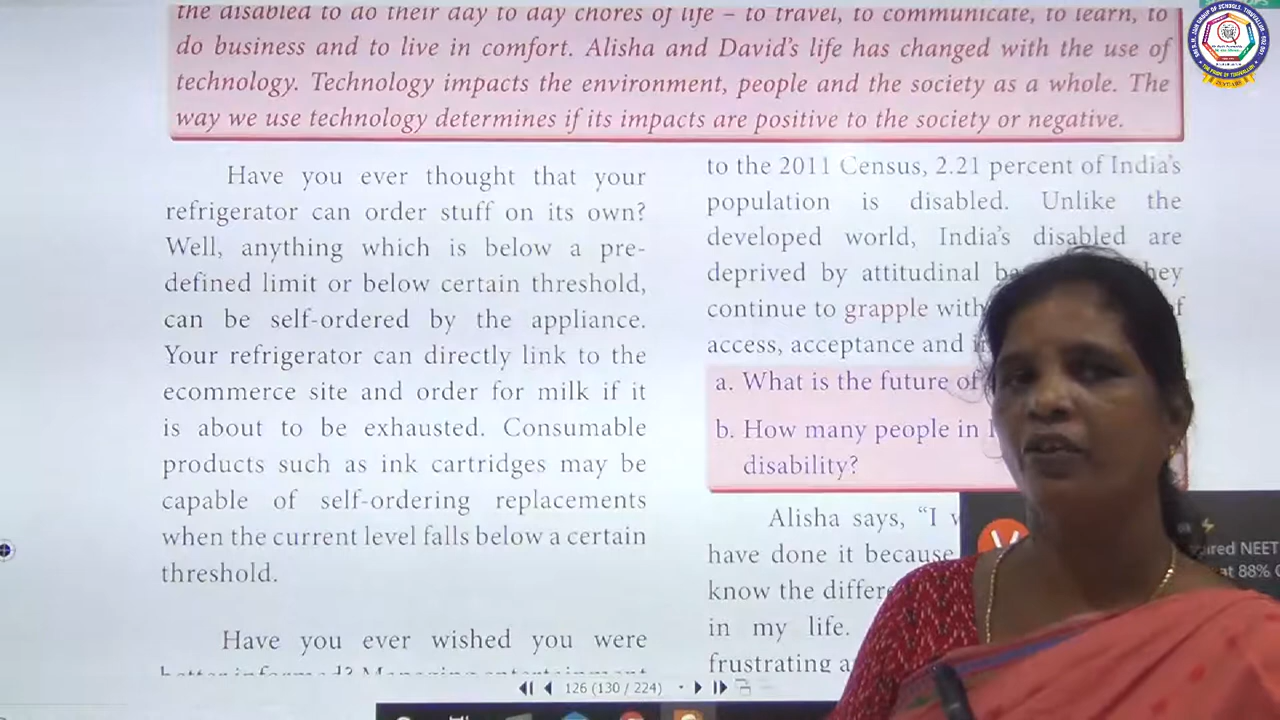 the disabled to do their day to day chores of life – to travel, to communicate, to learn, to
do business and to live in comfort. Alisha and David's life has changed with the use of
technology. Technology impacts the environment, people and the society as a whole. The
way we use technology determines if its impacts are positive to the society or negative.
Have you ever thought that your
refrigerator can order stuff on its own?
Well, anything which is below a pre-
defined limit or below certain threshold,
can be self-ordered by the appliance.
Your refrigerator can directly link to the
ecommerce site and order for milk if it
is about to be exhausted. Consumable
products such as ink cartridges may be
capable of self-ordering replacements
when the current level falls below a certain
threshold.
Have you ever wished you were
to the 2011 Census, 2.21 percent of India's
population is disabled. Unlike the
developed world, India's disabled are
deprived by attitudinal
continue to grapple with
access, acceptance and
a. What is the future of
b. How many people in
disability?
Alisha says, "I
have done it because
know the
in my life.
frustrating
NEET
at 88%
126 (130 / 224)